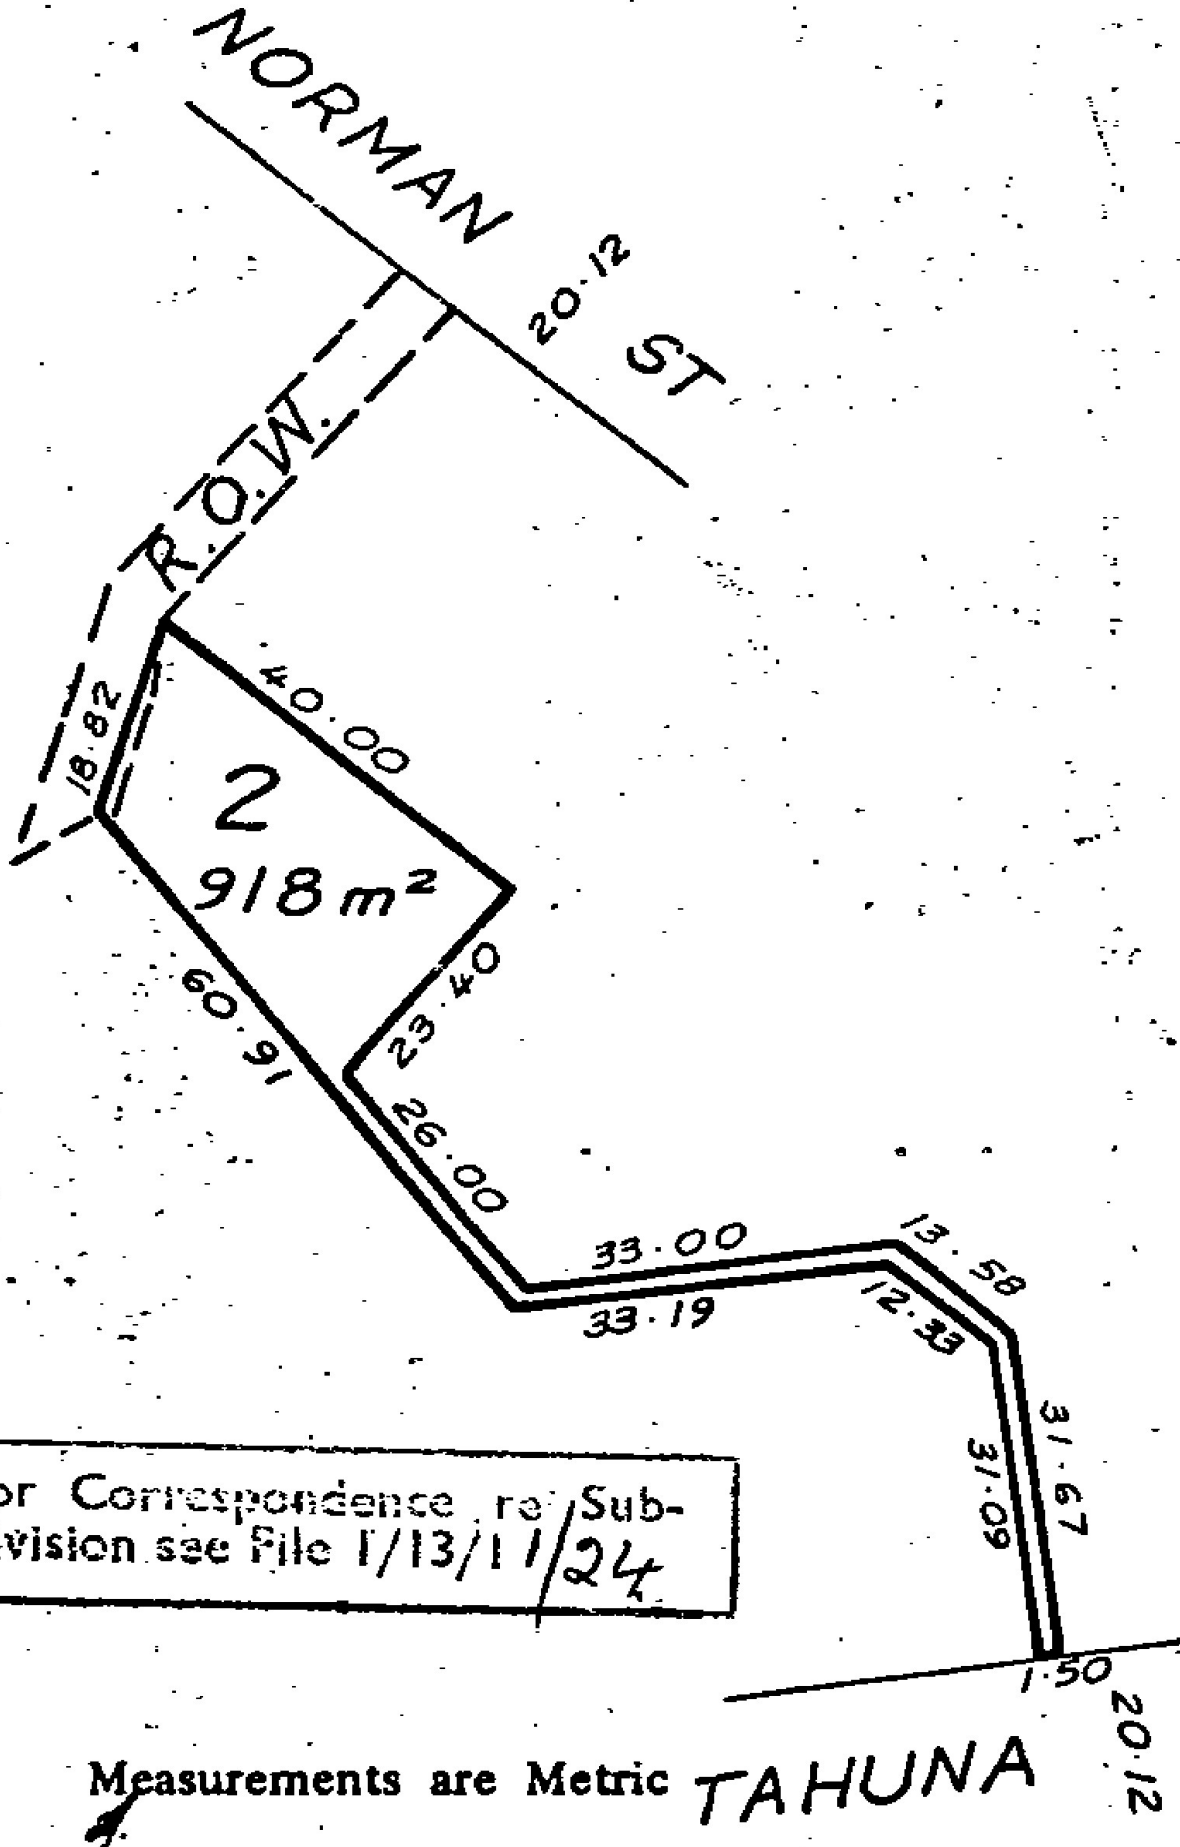 NORMAN ST
20·12
R.O.W.
40·00
18·82
2
918 m²
23·40
60·91
26·00
33·00
13·58
33·19
12·33
31·67
31·09
or Correspondence re Sub-
vision see File 1/13/11/24
1·50
20·12
Measurements are Metric
TAHUNA